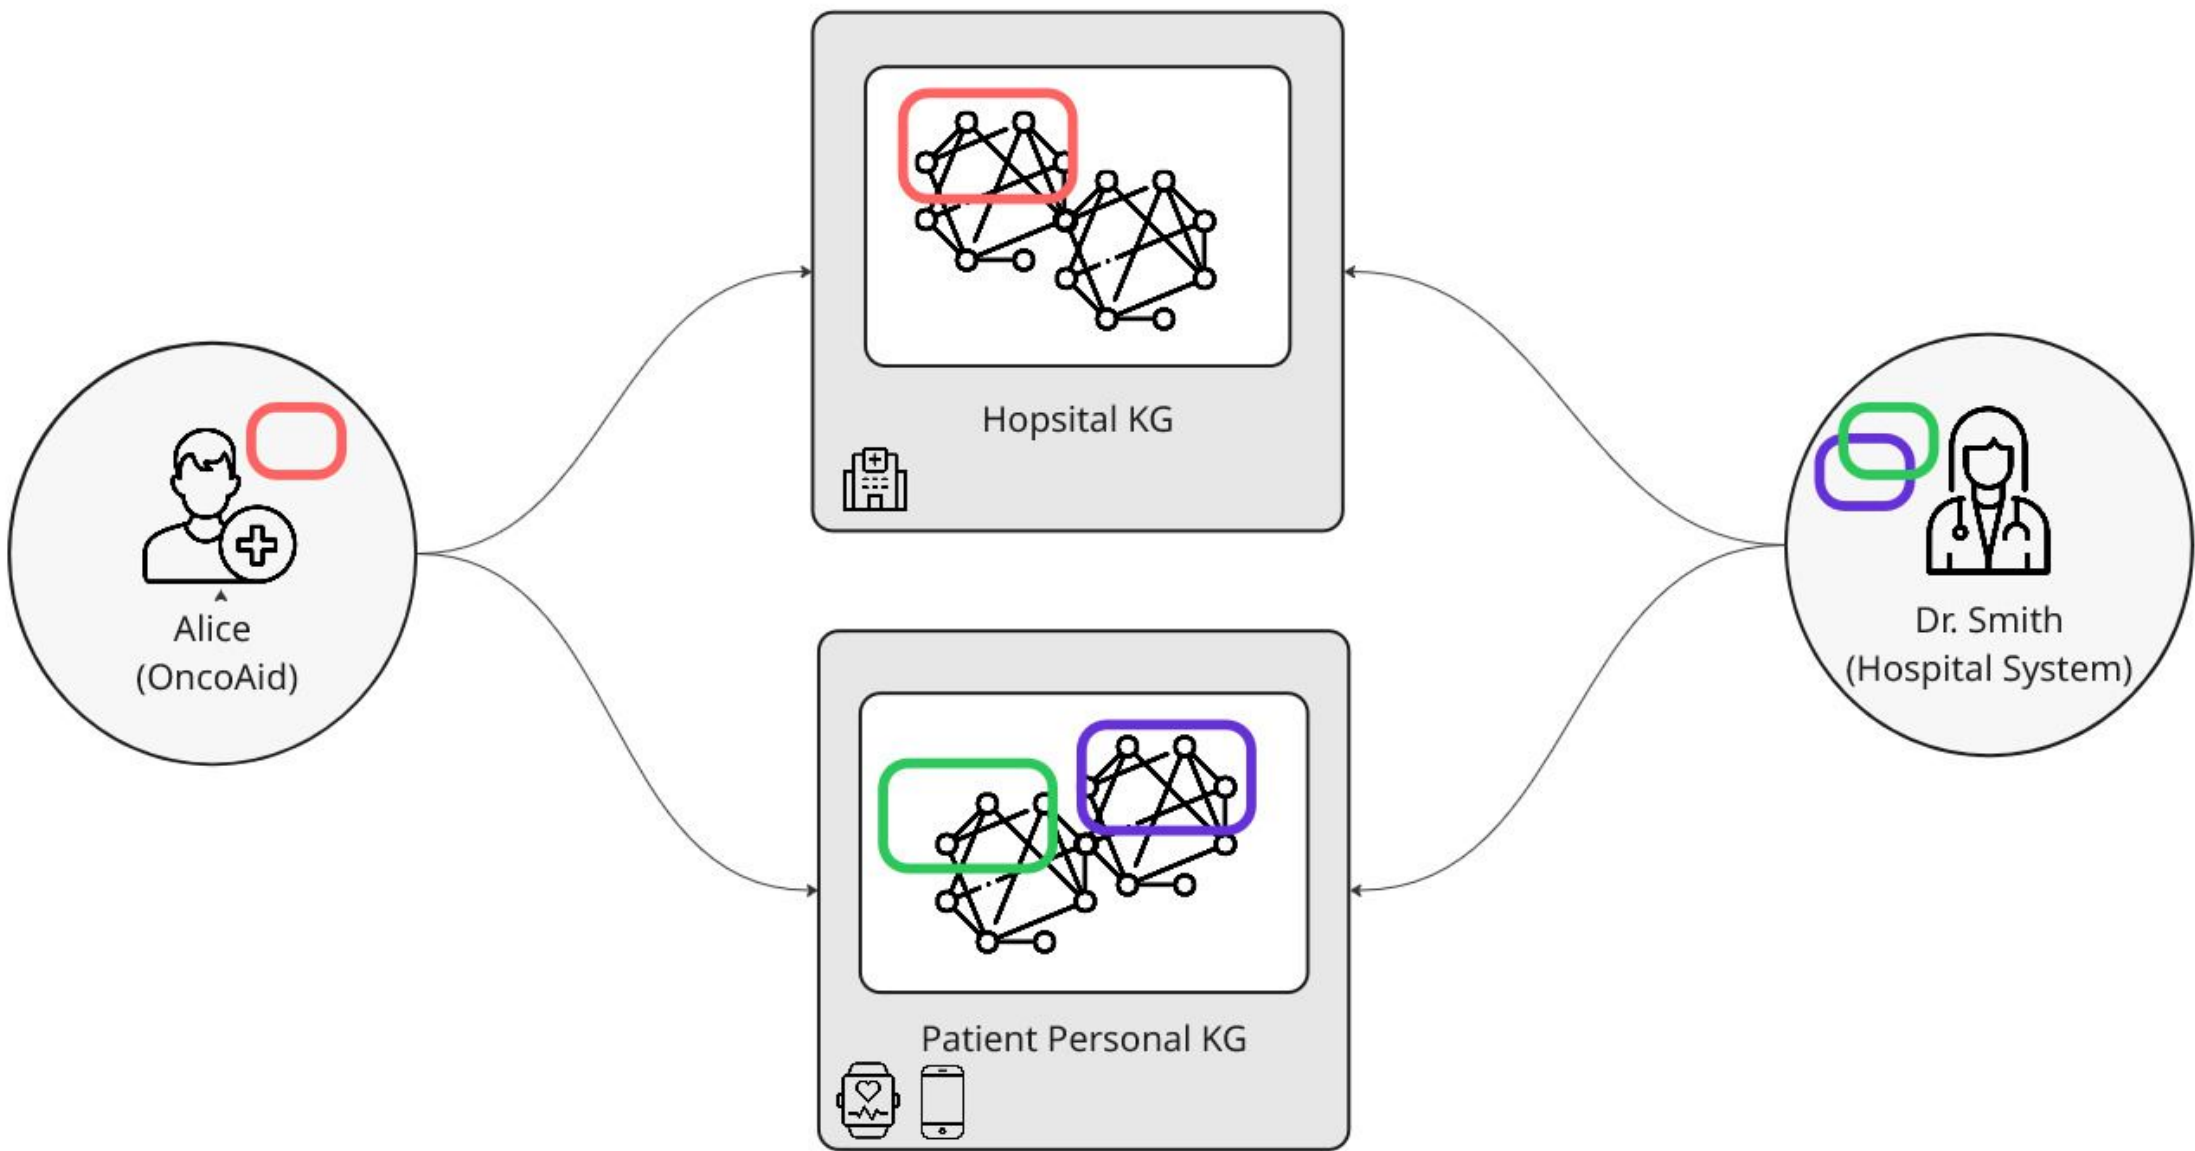 Hopsital KG
Alice
(OncoAid)
Dr. Smith
(Hospital System)
Patient Personal KG